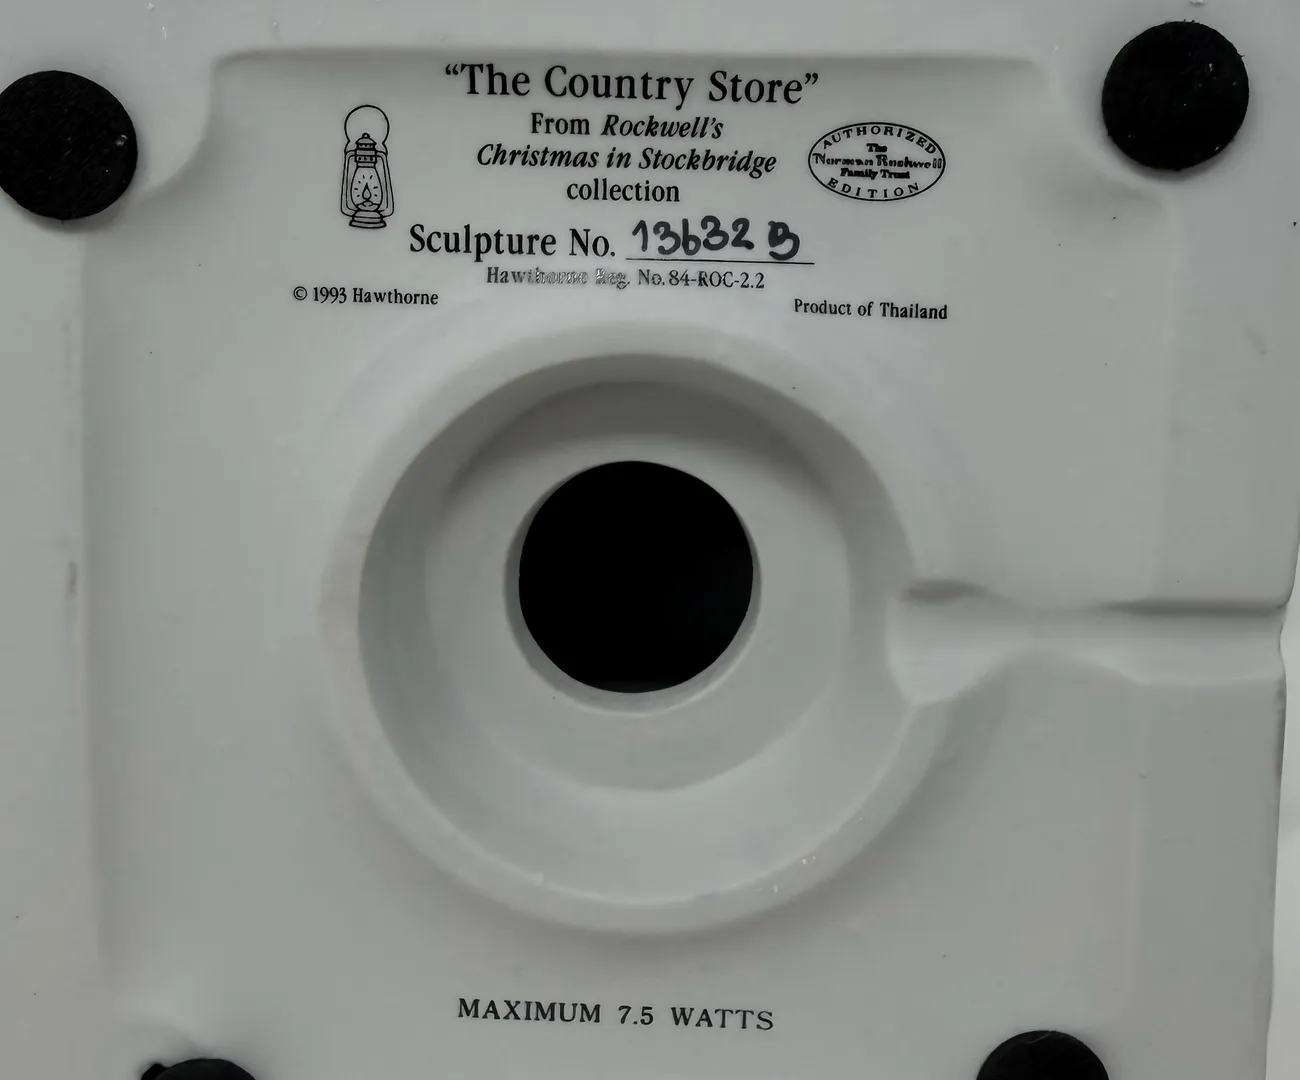 “The Country Store”
From Rockwell's
Christmas in Stockbridge
collection
AUTHORIZED
The
Norman Rockwell
Family Trust
EDITION
Sculpture No. 13632 B
Hawthorne Reg. No. 84-ROC-2.2
© 1993 Hawthorne
Product of Thailand
MAXIMUM 7.5 WATTS